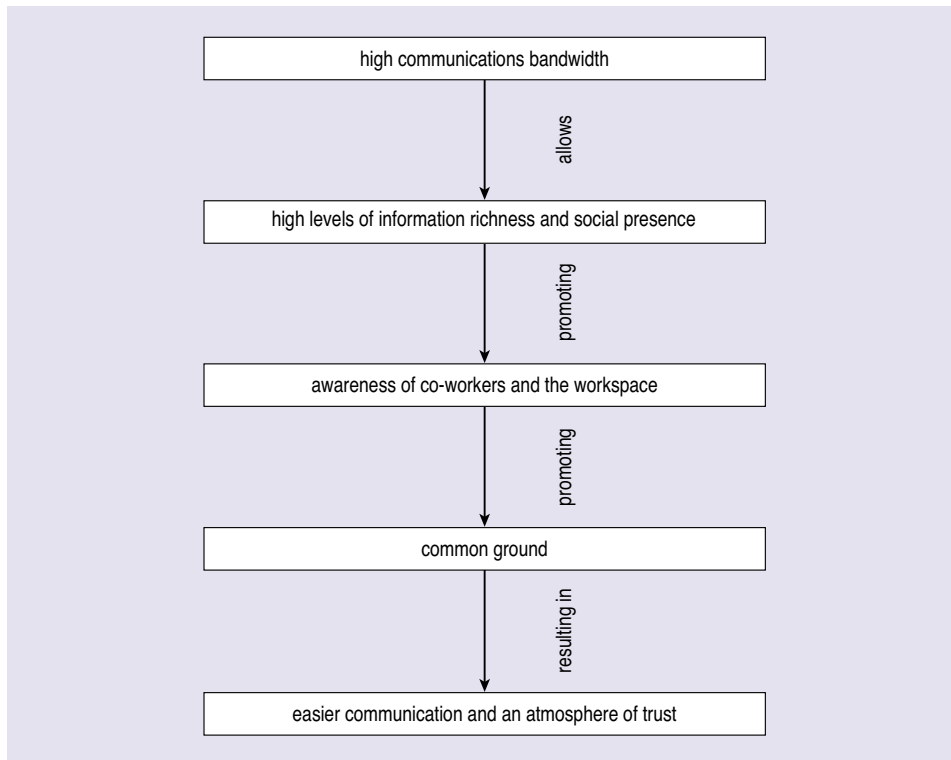 high communications bandwidth
allows
high levels of information richness and social presence
promoting
awareness of co-workers and the workspace
promoting
common ground
resulting in
easier communication and an atmosphere of trust